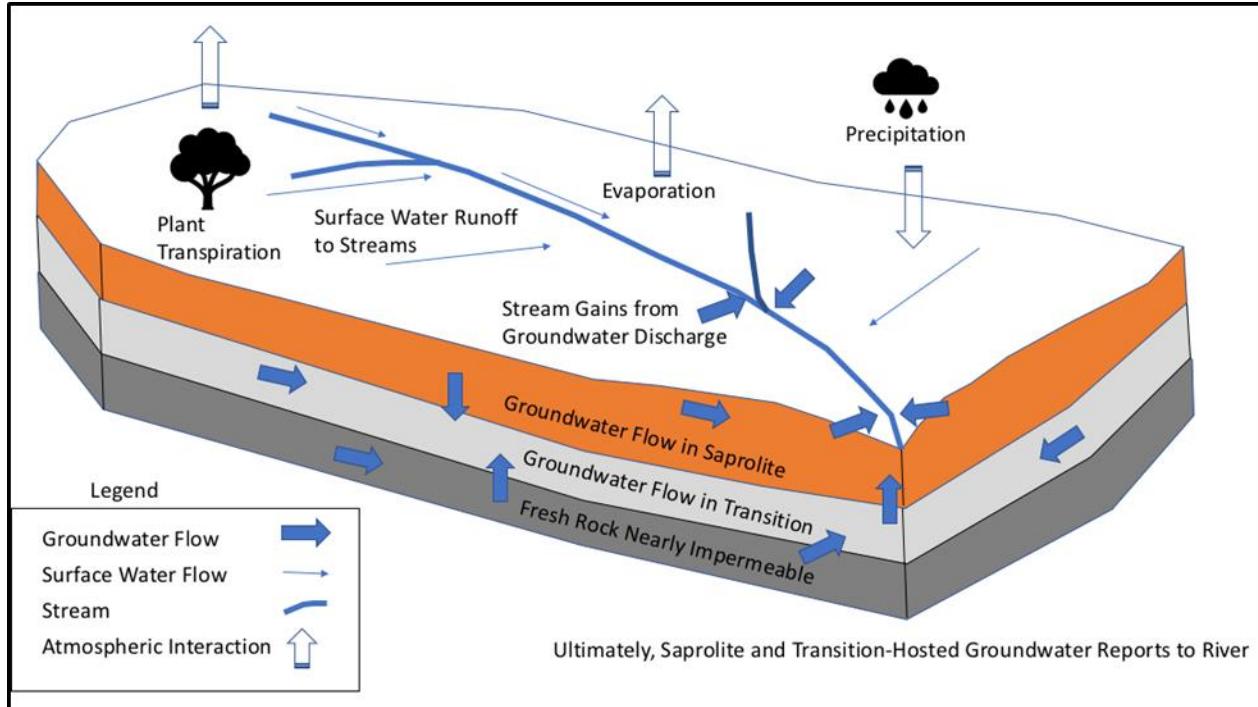 Precipitation
Evaporation
Plant
Transpiration
Surface Water Runoff
to Streams
Stream Gains from
Groundwater Discharge
Groundwater Flow in Saprolite
Groundwater Flow in Transition
Fresh Rock Nearly Impermeable
Legend
Groundwater Flow
Surface Water Flow
Stream
Atmospheric Interaction
Ultimately, Saprolite and Transition-Hosted Groundwater Reports to River